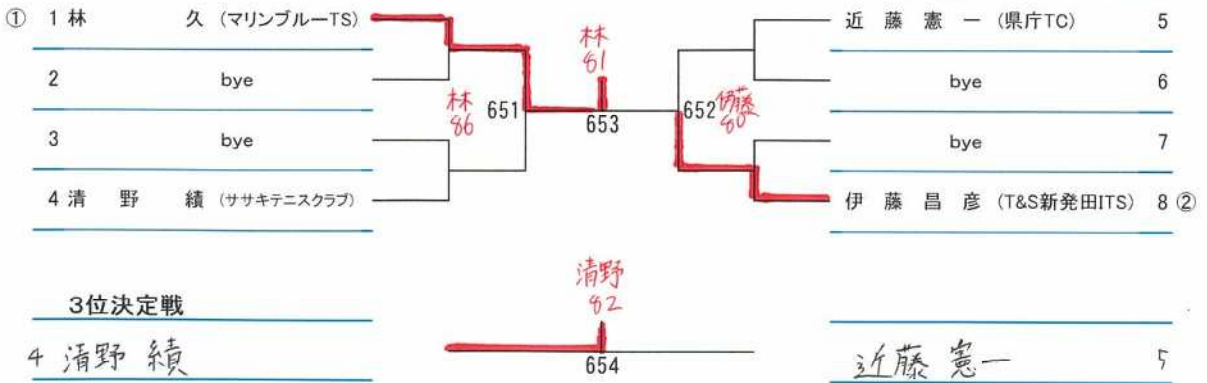 ① 1 林 久 (マリンブルーTS)
近 藤 憲 一 (県庁TC) 5
林
81
2 bye
bye 6
林
86
651
653
652
伊藤
80
3 bye
bye 7
4 清 野 績 (ササキテニスクラブ)
伊 藤 昌 彦 (T&S新発田ITS) 8 ②
清野
82
3位決定戦
4 清野 績
654
近藤 憲一 5